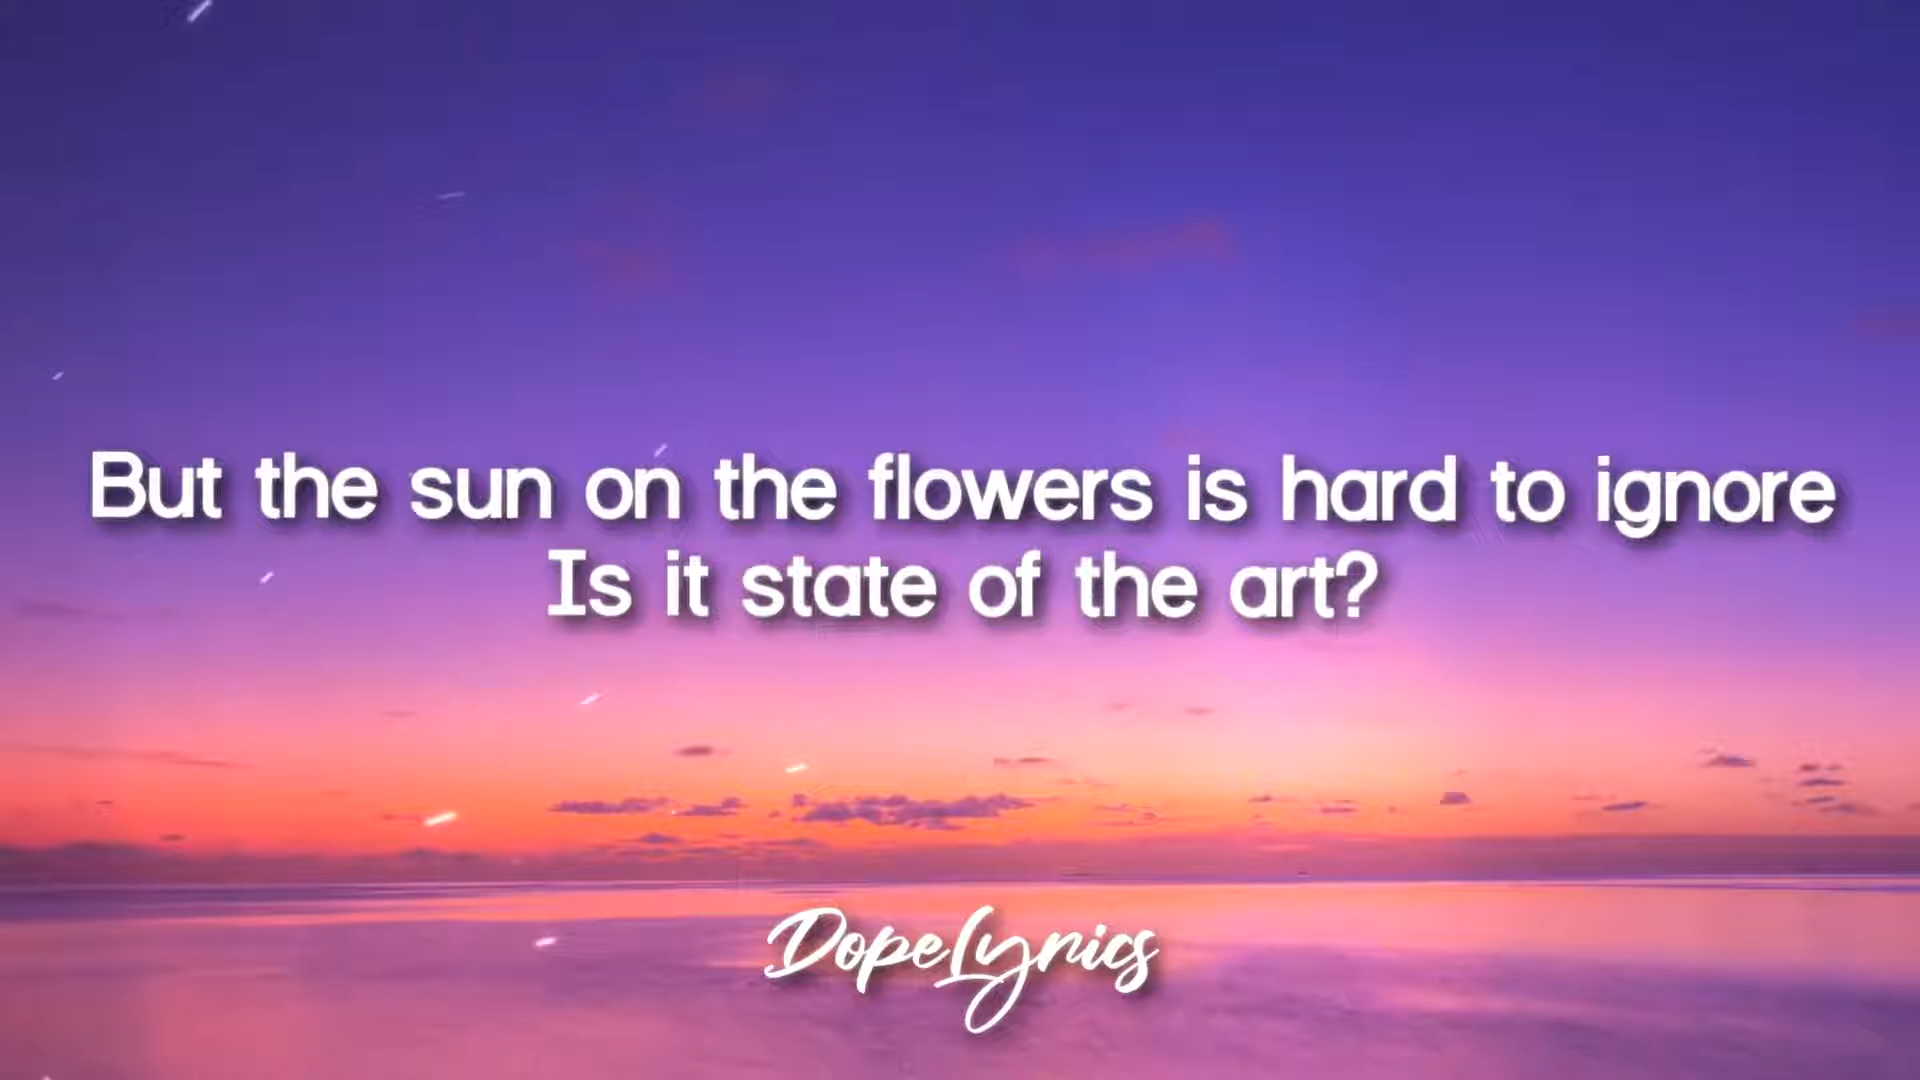 But the sun on the flowers is hard to ignore
Is it state of the art?
DopeLyrics